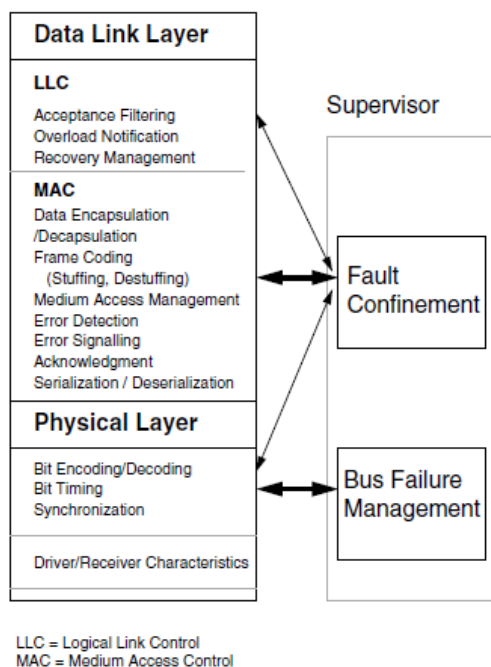 Data Link Layer
LLC
Acceptance Filtering
Overload Notification
Recovery Management
MAC
Data Encapsulation
/Decapsulation
Frame Coding
(Stuffing, Destuffing)
Medium Access Management
Error Detection
Error Signalling
Acknowledgment
Serialization / Deserialization
Physical Layer
Bit Encoding/Decoding
Bit Timing
Synchronization
Driver/Receiver Characteristics
Supervisor
Fault
Confinement
Bus Failure
Management
LLC = Logical Link Control
MAC = Medium Access Control